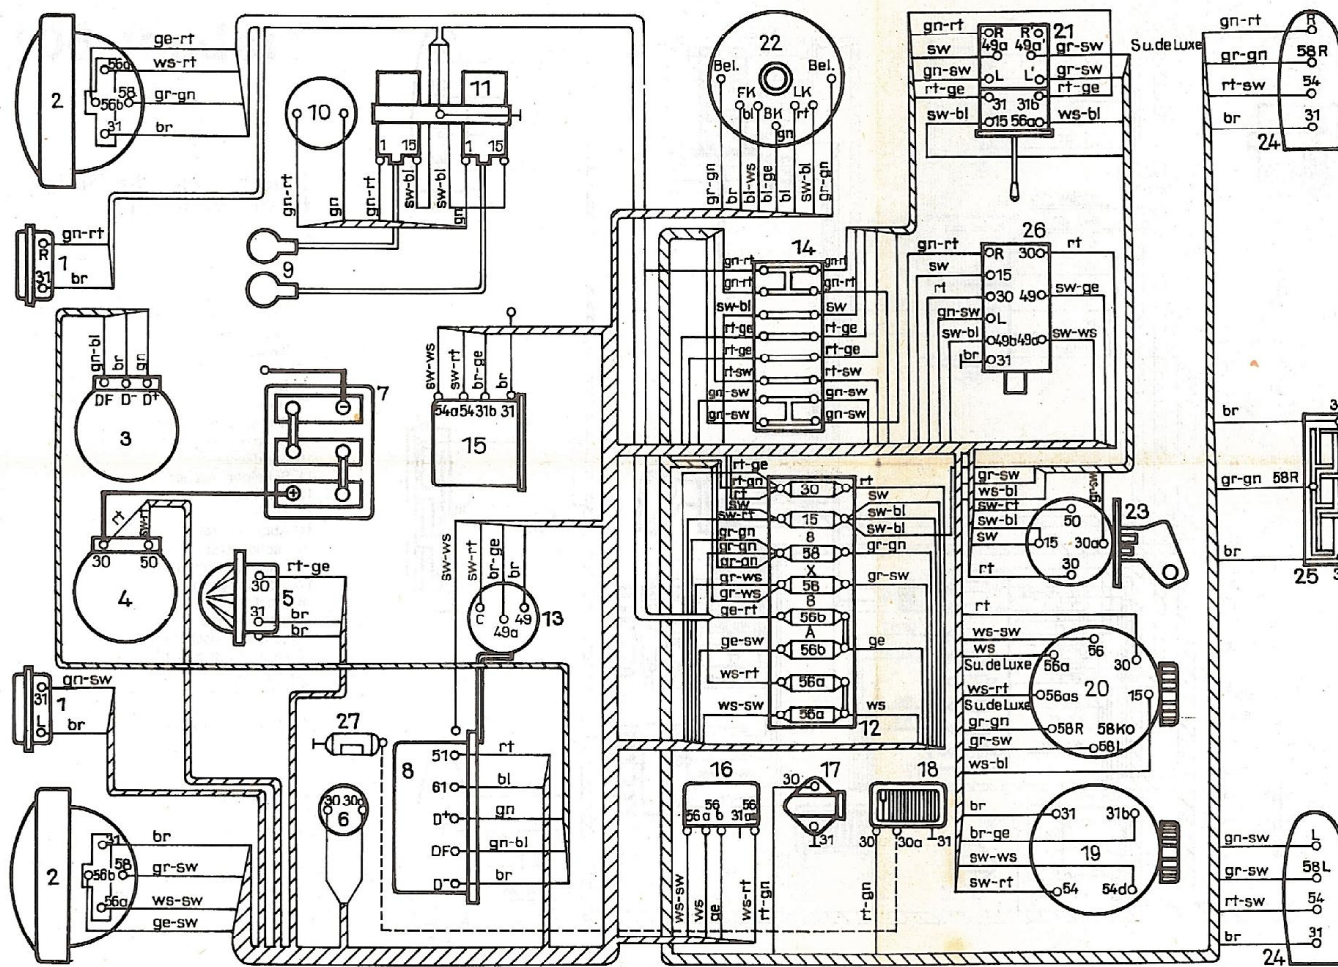 2
56a
56b
58
31
ge-rt
ws-rt
gr-gn
br
R
31
1
gn-rt
br
10
gn-rt
gn
11
1
15
1
15
gn-rt
sw-bl
sw-bl
gn
9
22
Bel.
Bel.
FK
LK
bl
BK
gn
rt
gr-gn
br
bl-ws
bl-ge
bl
sw-bl
gr-gn
gn-rt
sw
gn-sw
rt-ge
sw-bl
R
R'
49a
49a'
L
L'
31
31b
15
56a
21
gr-sw
gr-sw
rt-ge
ws-bl
Su.deLuxe
gn-rt
gr-gn
rt-sw
br
R
58R
54
31
24
gn-bl
br
gn
DF
D-
D+
3
7
sw-ws
sw-rt
br-ge
br
54a
54
31b
31
15
14
gn-rt
gn-rt
gn-rt
gn-rt
sw-bl
sw
rt-ge
rt-ge
rt-ge
rt-ge
rt-sw
rt-sw
gn-sw
gn-sw
gn-sw
gn-sw
26
gn-rt
sw
rt
gn-sw
sw-bl
br
R
30
15
30
49
L
49b
49a
31
rt
sw-ge
sw-ws
br
gr-gn
58R
br
25
rt
sw-rt
30
50
4
30
31
5
rt-ge
br
br
sw-ws
sw-rt
br-ge
br
C
49
49a
13
rt-ge
rt-gn
rt
sw
sw-rt
gr-gn
gr-gn
gr-gn
gr-ws
gr-ws
ge-rt
ge-sw
ws-rt
ws-sw
30
15
8
58
X
58
B
56b
A
56b
56a
56a
rt
sw
sw-bl
sw-bl
gr-gn
gr-sw
ge
ws
12
gr-sw
ws-bl
sw-rt
sw-bl
sw
rt
gr-sw
50
15
30a
30
23
rt
ws-sw
ws
Su.deLuxe
ws-rt
Su.deLuxe
gr-gn
gr-sw
ws-bl
56
56a
30
56as
20
15
58R
58K
58L
31
L
1
gn-sw
br
27
8
51
61
D+
DF
D-
rt
bl
gn
gn-bl
br
30
30a
6
16
56a
56b
31
56as
ws-sw
ws
ge
ws-rt
17
30
31
rt-gn
18
30
30a
31
rt-gn
br
br-ge
sw-ws
sw-rt
31
31b
19
54
54d
2
31
56b
58
56a
br
gr-sw
ws-sw
ge-sw
gn-sw
gr-sw
rt-sw
br
L
58L
54
31
24